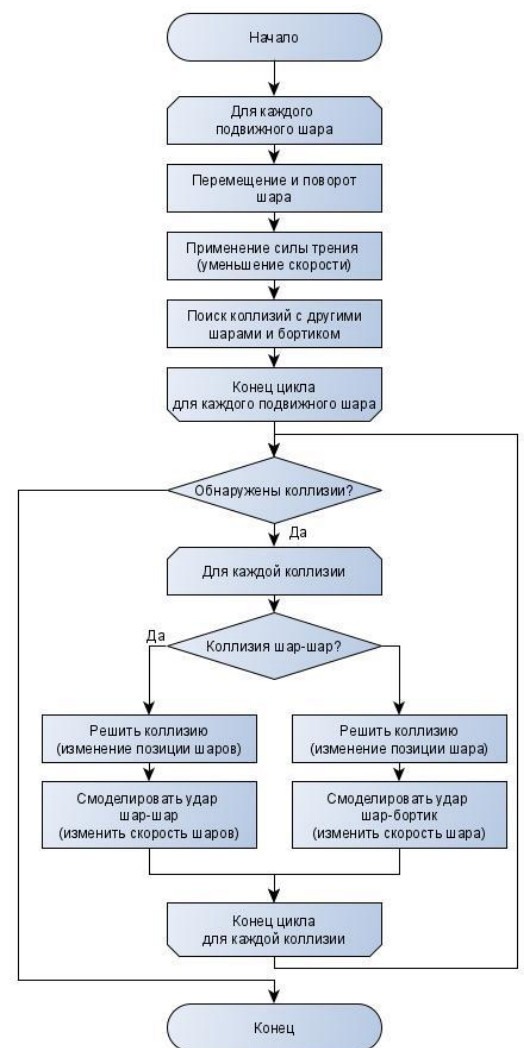 Начало
Для каждого
подвижного шара
Перемещение и поворот
шара
Применение силы трения
(уменьшение скорости)
Поиск коллизий с другими
шарами и бортиком
Конец цикла
для каждого подвижного шара
Обнаружены коллизии?
Да
Для каждой коллизии
Да
Коллизия шар-шар?
Решить коллизию
(изменение позиции шаров)
Решить коллизию
(изменение позиции шара)
Смоделировать удар
шар-шар
(изменить скорость шаров)
Смоделировать удар
шар-бортик
(изменить скорость шара)
Конец цикла
для каждой коллизии
Конец